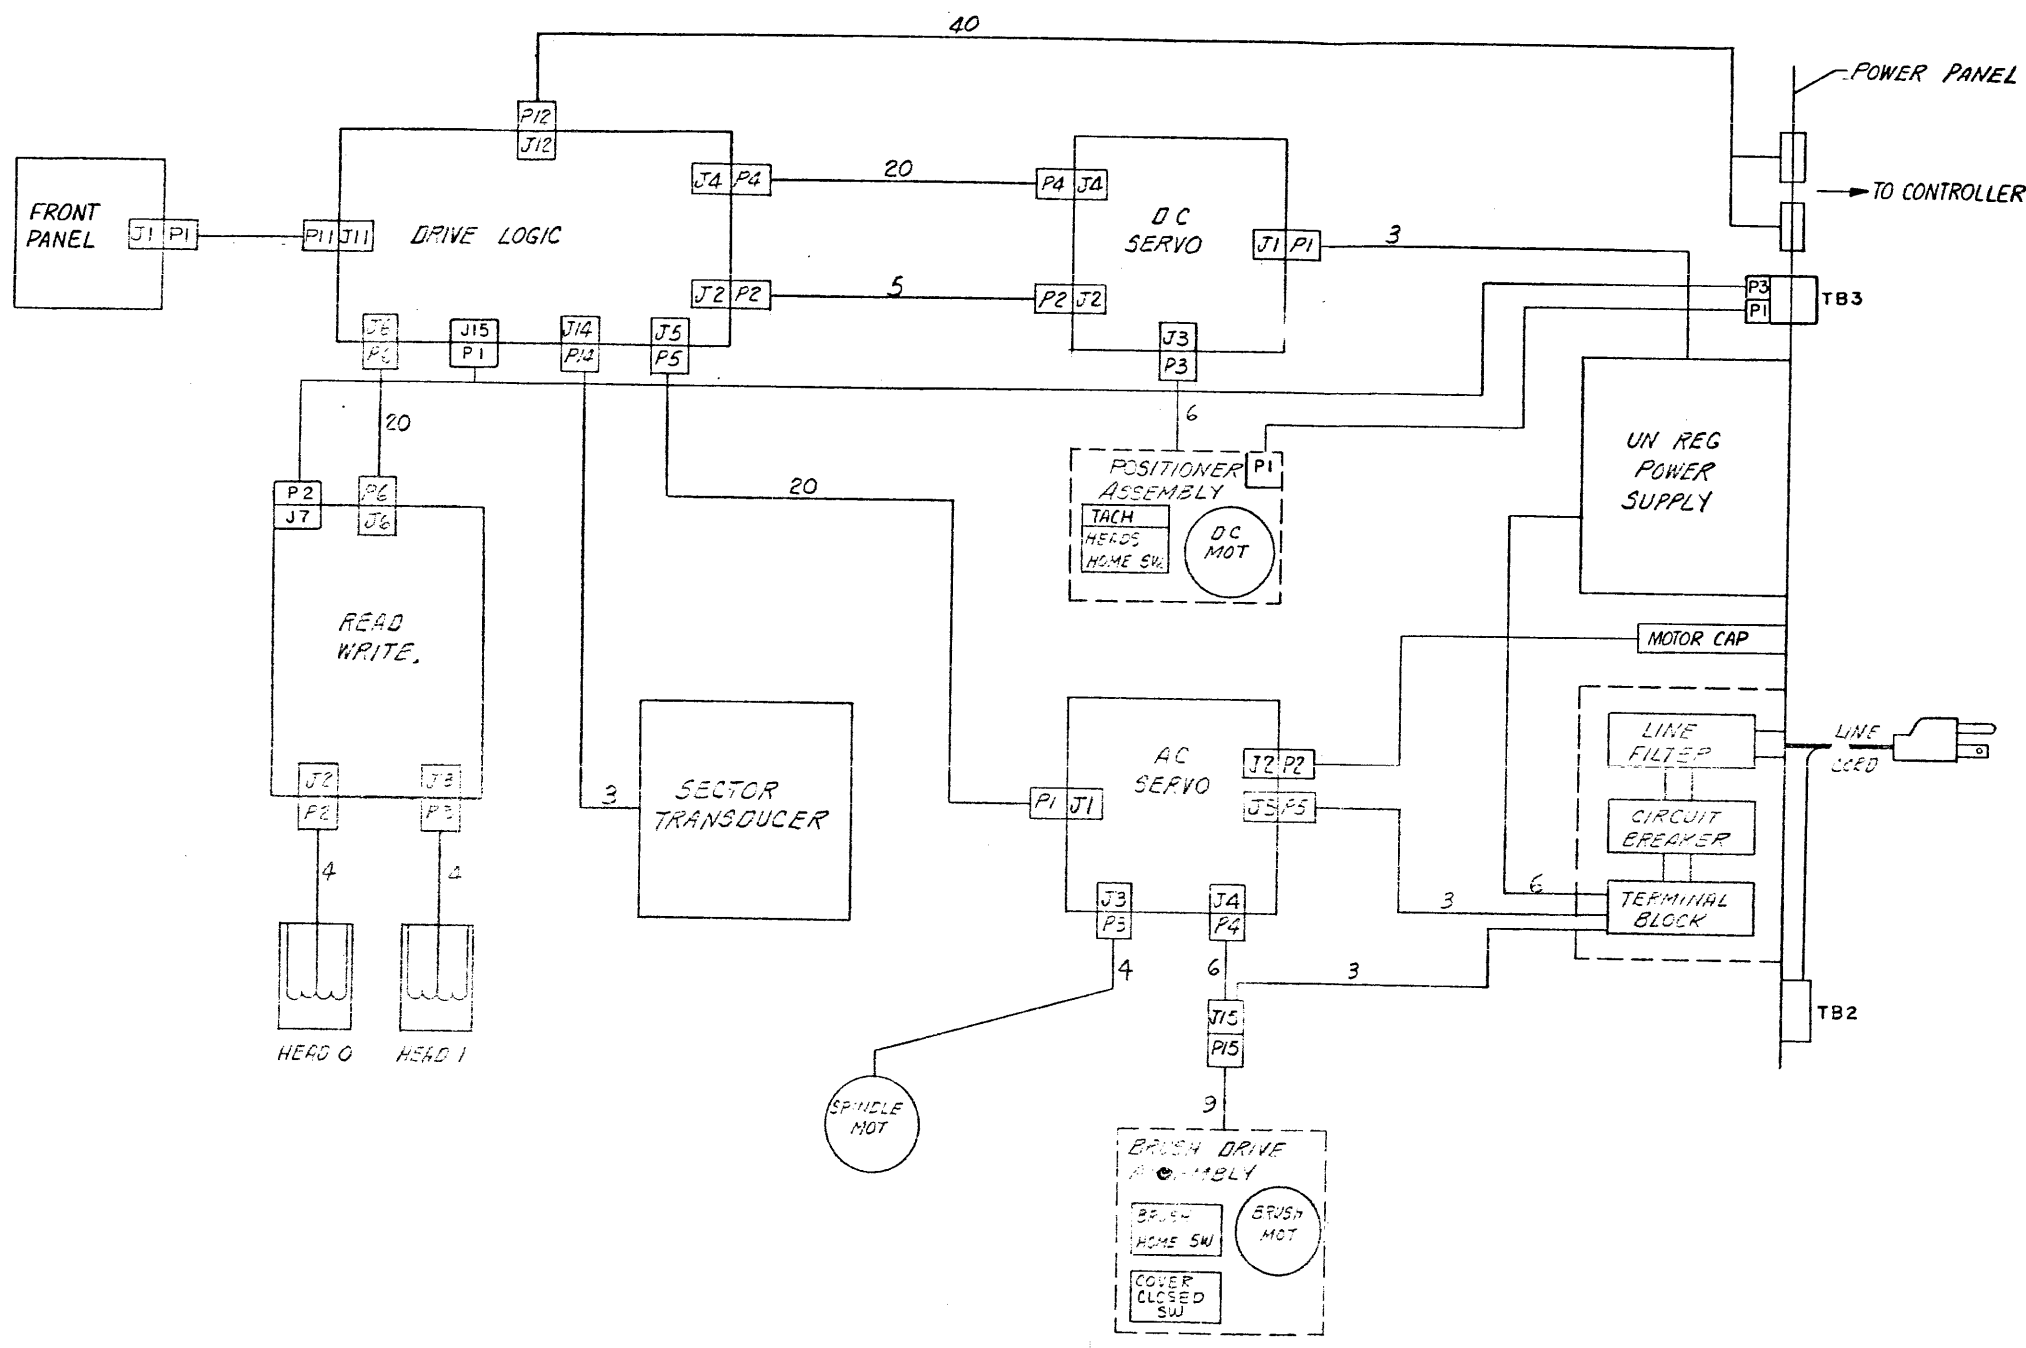 40
POWER PANEL
P12
J12
TO CONTROLLER
FRONT
PANEL
J1 P1
P11 J11
DRIVE LOGIC
J4 P4
20
P4 J4
DC
SERVO
J1 P1
3
J2 P2
5
P2 J2
P3
P1
TB3
J6
P6
J15
P1
J14
P14
J5
P5
J3
P3
20
6
P2
J7
P6
J6
20
POSITIONER
ASSEMBLY
P1
TACH
HEADS
HOME SW.
DC
MOT
UN REG
POWER
SUPPLY
READ
WRITE.
MOTOR CAP
J2
P2
J3
P3
4
4
HEAD 0
HEAD 1
3
SECTOR
TRANSDUCER
AC
SERVO
J2 P2
P1 J1
J5 P5
J3
P3
J4
P4
LINE
FILTER
LINE
CORD
CIRCUIT
BREAKER
6
3
TERMINAL
BLOCK
4
6
3
J15
P15
TB2
SPINDLE
MOT
9
BRUSH DRIVE
ASSEMBLY
BRUSH
HOME SW
BRUSH
MOT
COVER
CLOSED
SW